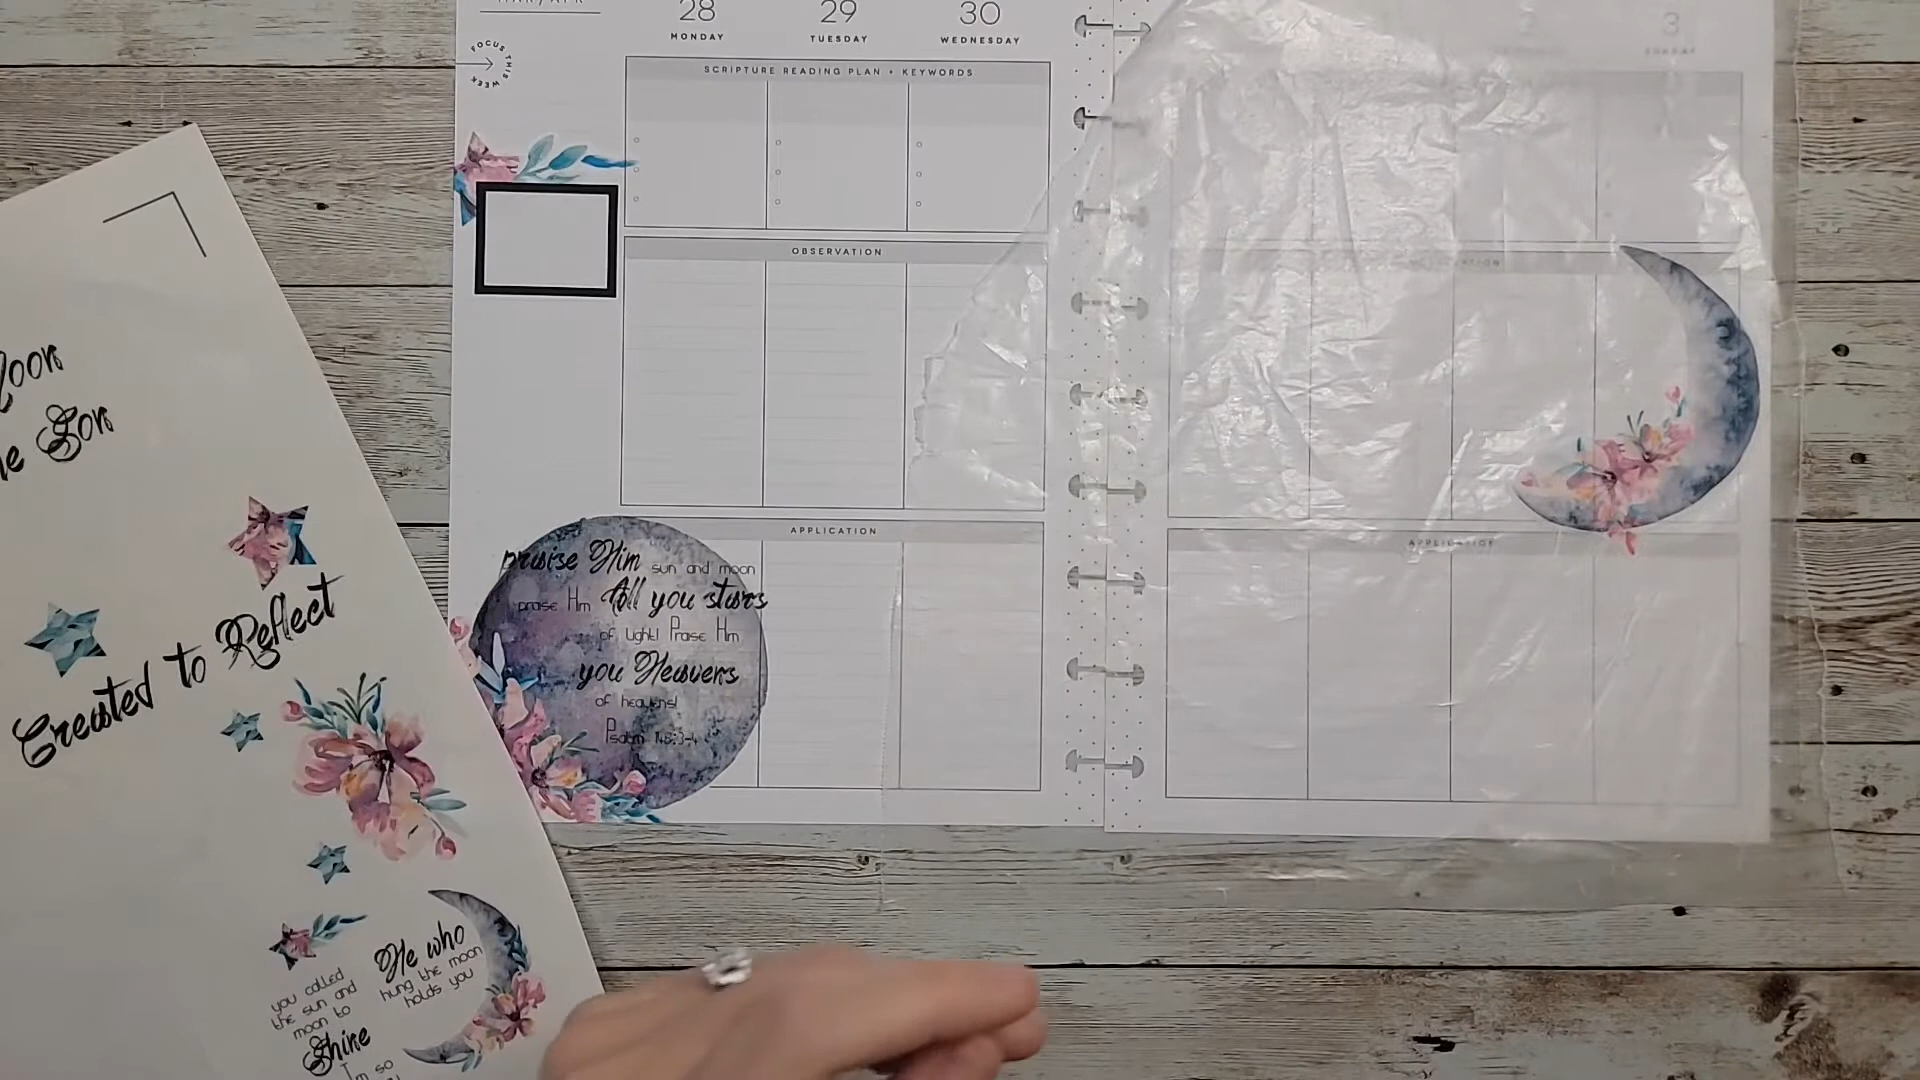 28
29
30
3
MONDAY
TUESDAY
WEDNESDAY
SUNDAY
FOCUS THIS WEEK
SCRIPTURE READING PLAN + KEYWORDS
OBSERVATION
APPLICATION
APPLICATION
praise Him sun and moon
praise Him All you stars
of light! Praise Him
you Heavens
of heavens!
Psalm 148:3-4
Moon
Son
Created to Reflect
He who
hung the moon
holds you
you called
the sun and
moon to
Shine
I'm so